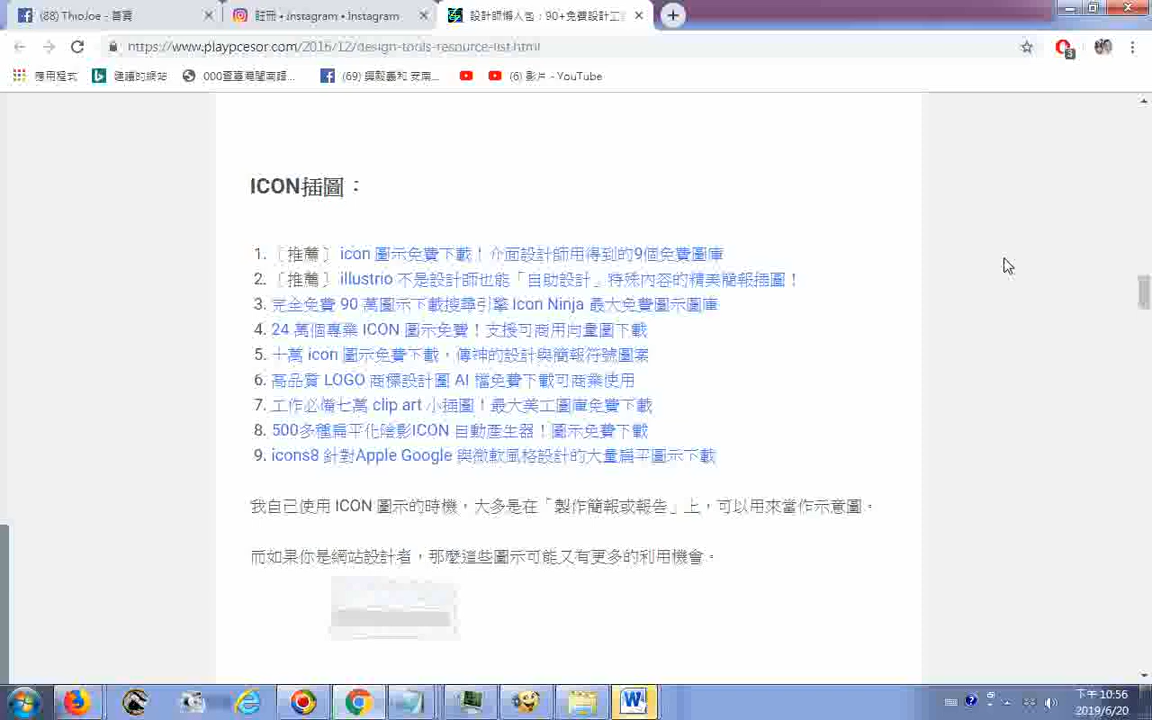 (88) ThioJoe - 首頁
註冊 • Instagram • Instagram
設計師懶人包：90+免費設計工
https://www.playpcesor.com/2016/12/design-tools-resource-list.html
應用程式
建議的網站
(6) 影片 - YouTube
ICON插圖：
1. 〔推薦〕 icon 圖示免費下載！介面設計師用得到的9個免費圖庫
2. 〔推薦〕 illustrio 不是設計師也能「自助設計」特殊內容的精美簡報插圖！
3. 完全免費 90 萬圖示下載搜尋引擎 Icon Ninja 最大免費圖示圖庫
4. 24 萬個專業 ICON 圖示免費！支援可商用向量圖下載
5. 十萬 icon 圖示免費下載，傳神的設計與簡報符號圖案
6. 高品質 LOGO 商標設計圖 AI 檔免費下載可商業使用
7. 工作必備七萬 clip art 小插圖！最大美工圖庫免費下載
8. 500多種扁平化陰影ICON 自動產生器！圖示免費下載
9. icons8 針對Apple Google 與微軟風格設計的大量扁平圖示下載
我自己使用 ICON 圖示的時機，大多是在「製作簡報或報告」上，可以用來當作示意圖。
而如果你是網站設計者，那麼這些圖示可能又有更多的利用機會。
下午 10:56
2019/6/20